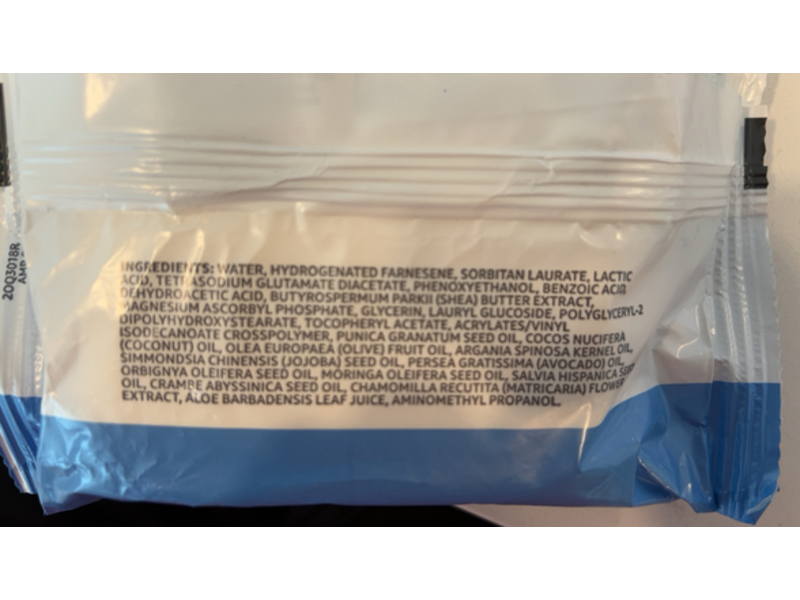 INGREDIENTS: WATER, HYDROGENATED FARNESENE, SORBITAN LAURATE, LACTIC
ACID, TETRASODIUM GLUTAMATE DIACETATE, PHENOXYETHANOL, BENZOIC ACID,
DEHYDROACETIC ACID, BUTYROSPERMUM PARKII (SHEA) BUTTER EXTRACT,
MAGNESIUM ASCORBYL PHOSPHATE, GLYCERIN, LAURYL GLUCOSIDE, POLYGLYCERYL-2
DIPOLYHYDROXYSTEARATE, TOCOPHERYL ACETATE, ACRYLATES/VINYL
ISODECANOATE CROSSPOLYMER, PUNICA GRANATUM SEED OIL, COCOS NUCIFERA
(COCONUT) OIL, OLEA EUROPAEA (OLIVE) FRUIT OIL, ARGANIA SPINOSA KERNEL OIL,
SIMMONDSIA CHINENSIS (JOJOBA) SEED OIL, PERSEA GRATISSIMA (AVOCADO) OIL,
ORBIGNYA OLEIFERA SEED OIL, MORINGA OLEIFERA SEED OIL, SALVIA HISPANICA SEED
OIL, CRAMBE ABYSSINICA SEED OIL, CHAMOMILLA RECUTITA (MATRICARIA) FLOWER
EXTRACT, ALOE BARBADENSIS LEAF JUICE, AMINOMETHYL PROPANOL.
20Q3018R